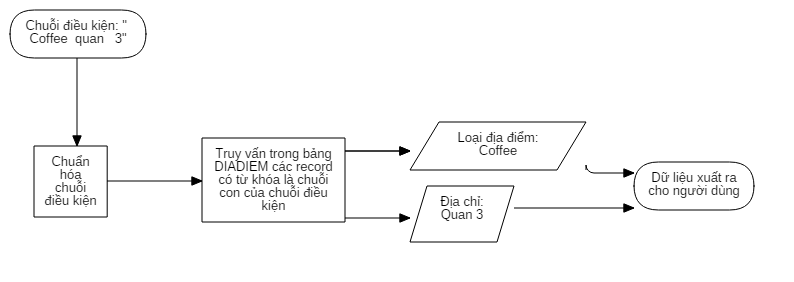 Chuỗi điều kiện: "
Coffee  quan   3"
Chuẩn
hóa
chuỗi
điều kiện
Truy vấn trong bảng
DIADIEM các record
có từ khóa là chuỗi
con của chuỗi điều
kiện
Loại địa điểm:
Coffee
Địa chỉ:
Quan 3
Dữ liệu xuất ra
cho người dùng